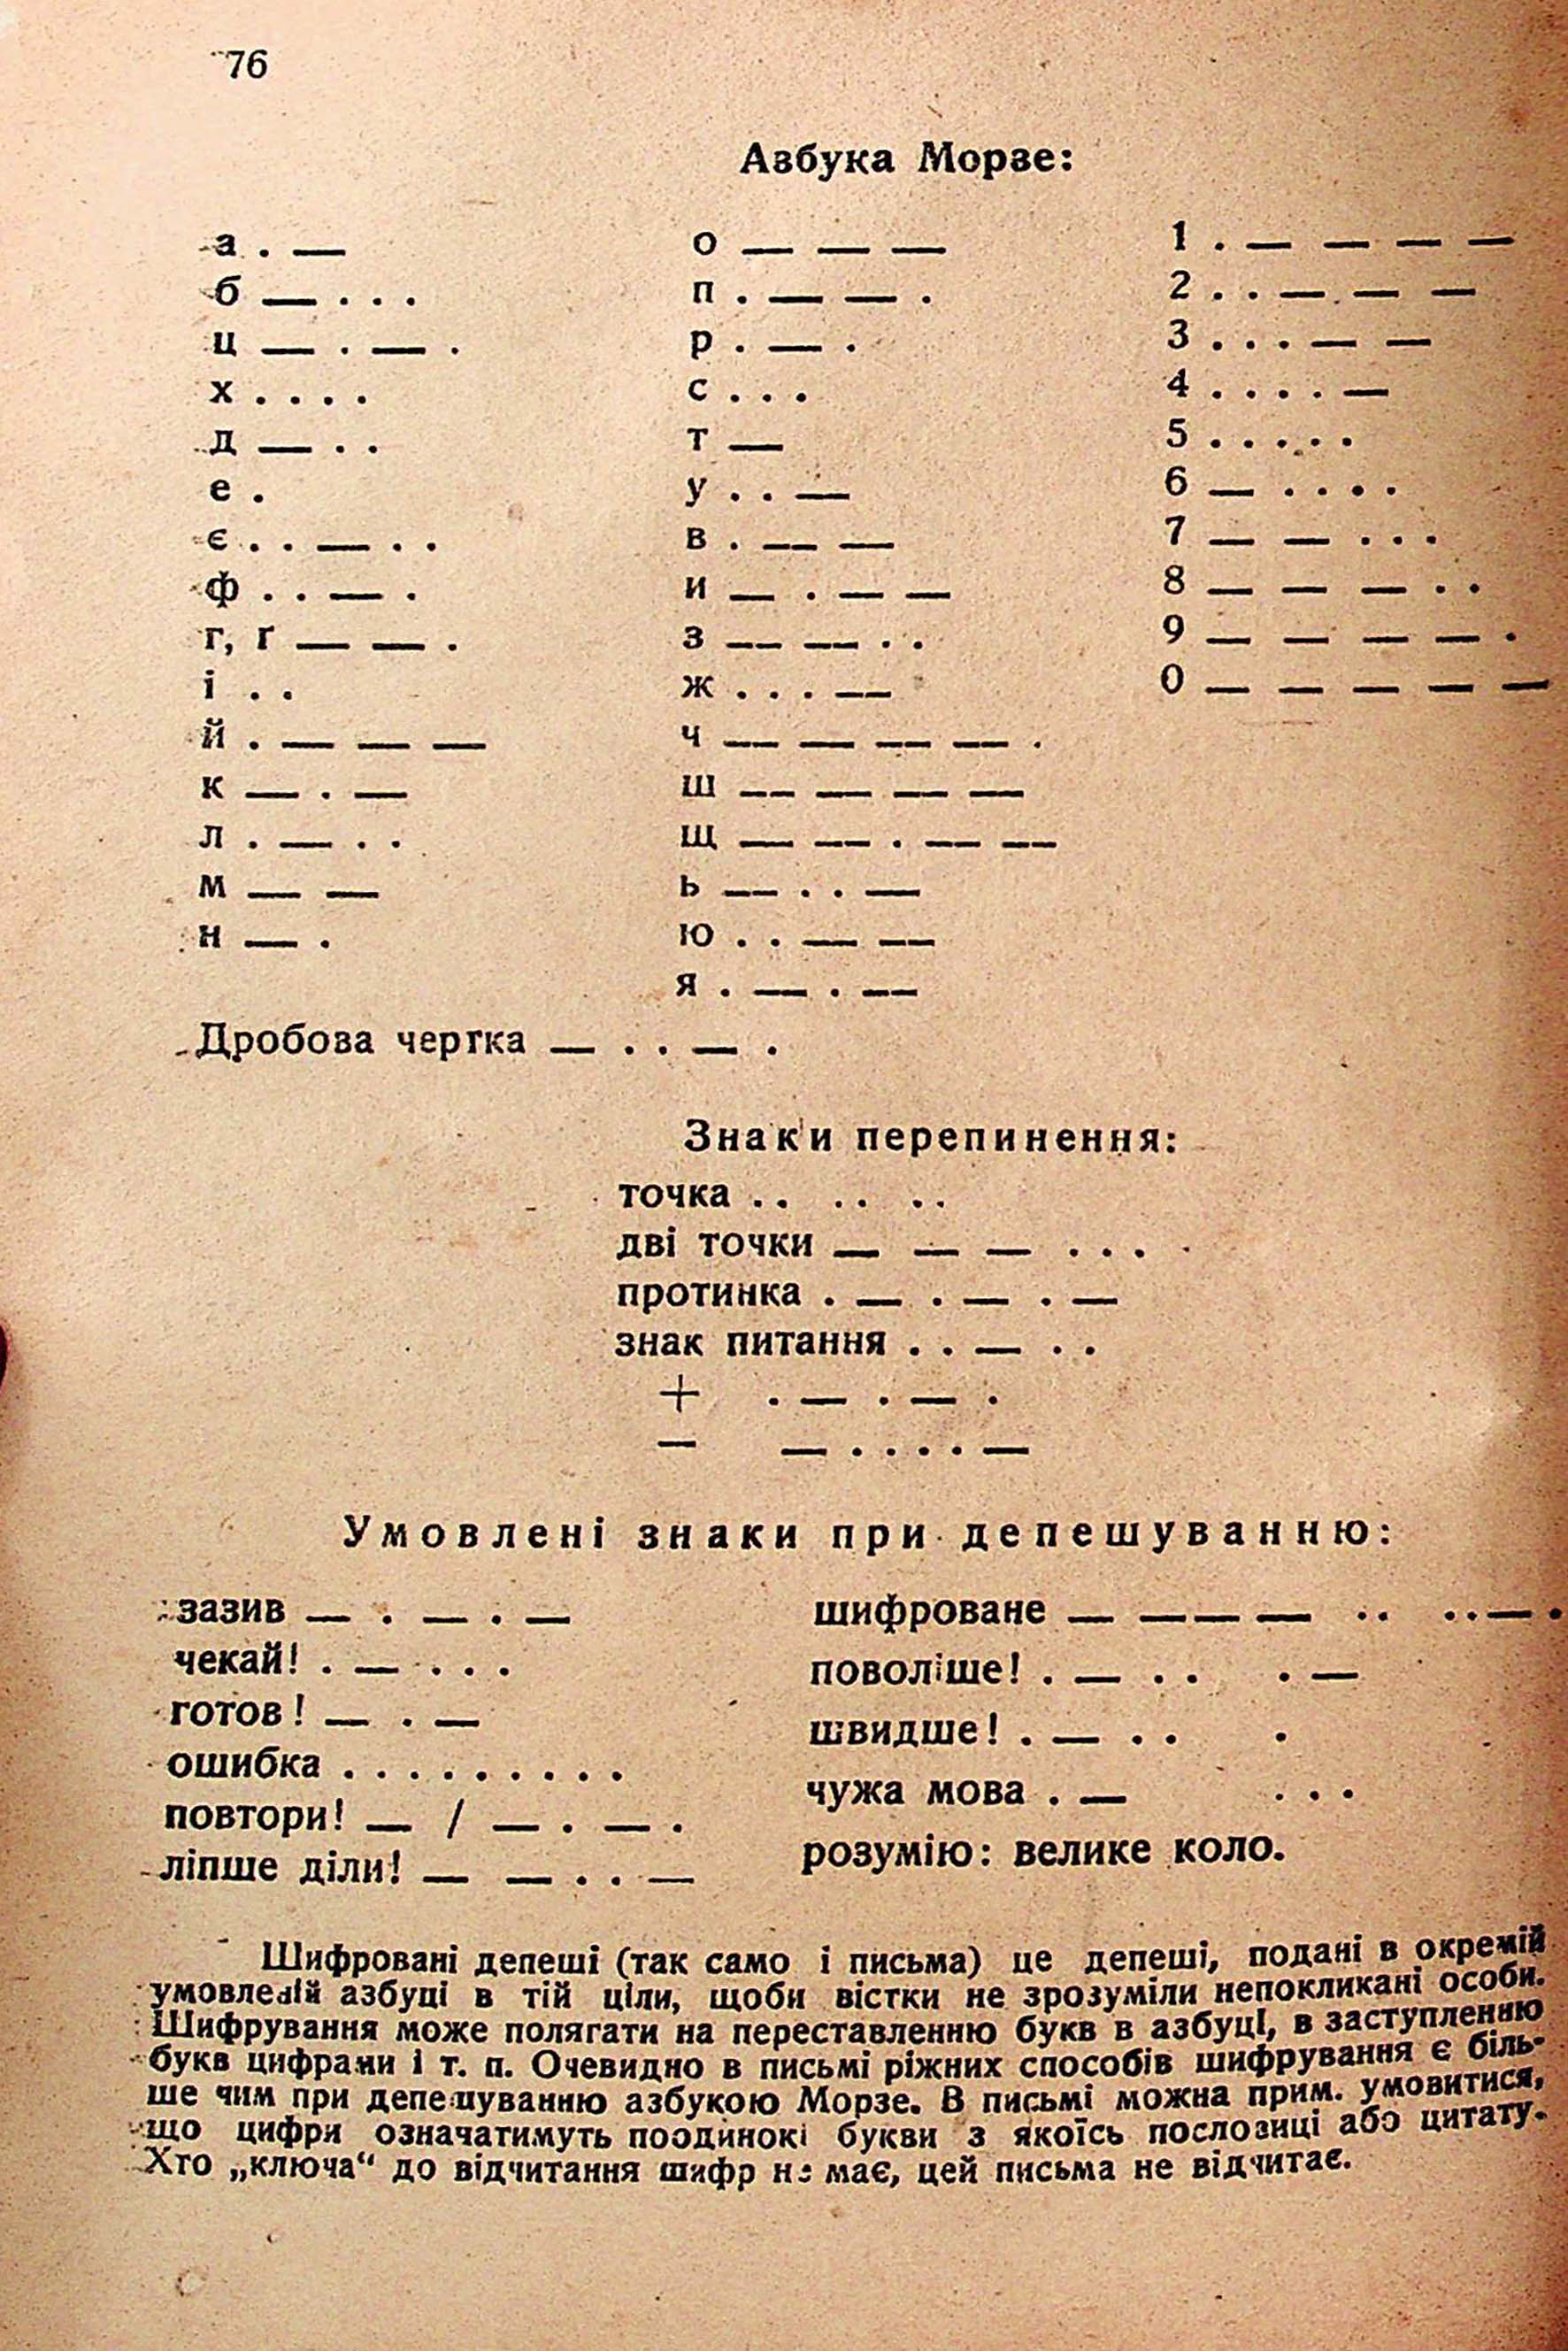 76
Азбука Морзе:
а . —
б — . . .
ц — . — .
х . . . .
д — . .
е .
є . . — . .
ф . . — .
г, ґ — — .
і . .
й . — — —
к — . —
л . — . .
м — —
н — .
о — — —
п . — — .
р . — .
с . . .
т —
у . . —
в . — —
и — . — —
з — — . .
ж . . . —
ч — — — — .
ш — — — —
щ — — . — —
ь — . . —
ю . . — —
я . — . —
1 . — — — —
2 . . — — —
3 . . . — —
4 . . . . —
5 . . . . .
6 — . . . .
7 — — . . .
8 — — — . .
9 — — — — .
0 — — — — —
Дробова чертка — . . — .
Знаки перепинення:
точка . . . . . .
дві точки — — — . . .
протинка . — . — . —
знак питання . . — . .
+ . — . — .
− — . . . . —
Умовлені знаки при депешуванню:
зазив — . — . —
чекай! . — . . .
готов! — . —
ошибка . . . . . . . . .
повтори! — / — . — .
ліпше діли! — — . . —
шифроване — — — — . . . . — .
поволіше! . — . . . —
швидше! . — . . .
чужа мова . — . . .
розумію: велике коло.
Шифровані депеші (так само і письма) це депеші, подані в окремій
умовленій азбуці в тій ціли, щоби вістки не зрозуміли непокликані особи.
Шифрування може полягати на переставленню букв в азбуці, в заступленню
букв цифрами і т. п. Очевидно в письмі ріжних способів шифрування є біль-
ше чим при депешуванню азбукою Морзе. В письмі можна прим. умовитися,
що цифри означатимуть поодинокі букви з якоїсь пословиці або цитату.
Хто „ключа“ до відчитання шифр не має, цей письма не відчитає.